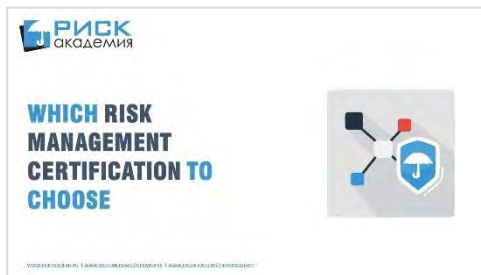 РИСК
академия
WHICH RISK
MANAGEMENT
CERTIFICATION TO
CHOOSE